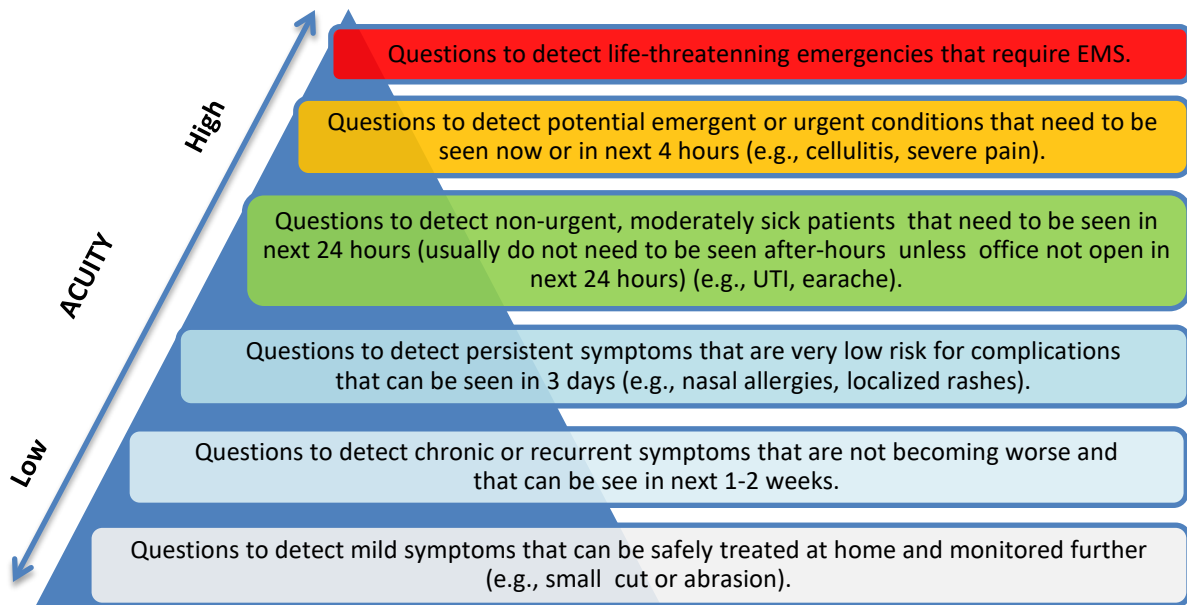 Questions to detect life-threatenning emergencies that require EMS.
High
Questions to detect potential emergent or urgent conditions that need to be
seen now or in next 4 hours (e.g., cellulitis, severe pain).
Questions to detect non-urgent, moderately sick patients that need to be seen in
next 24 hours (usually do not need to be seen after-hours unless office not open in
next 24 hours) (e.g., UTI, earache).
ACUITY
Questions to detect persistent symptoms that are very low risk for complications
that can be seen in 3 days (e.g., nasal allergies, localized rashes).
Low
Questions to detect chronic or recurrent symptoms that are not becoming worse and
that can be see in next 1-2 weeks.
Questions to detect mild symptoms that can be safely treated at home and monitored further
(e.g., small cut or abrasion).